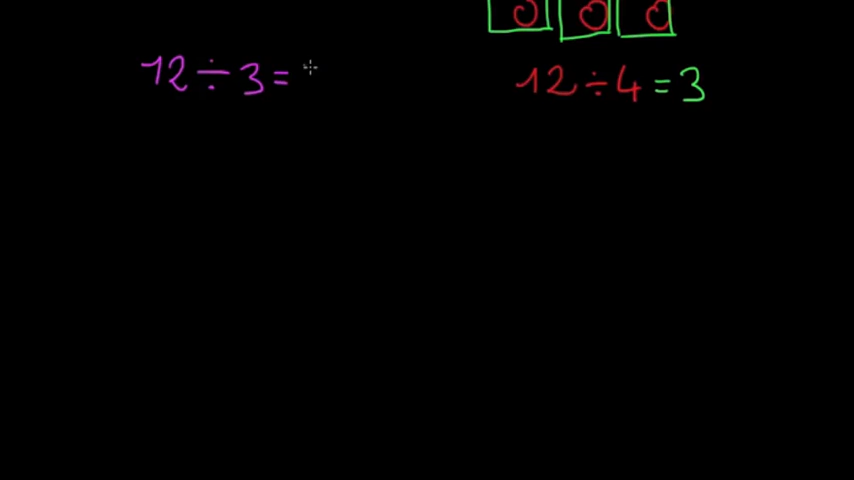 12 ÷ 3 =
12 ÷ 4 = 3